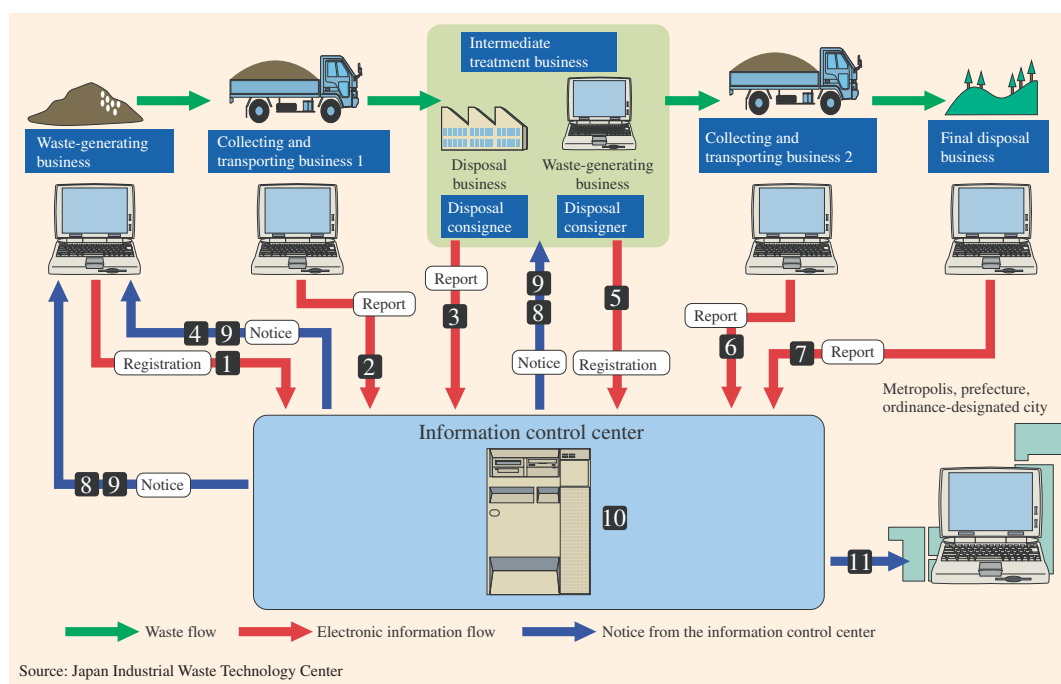 Intermediate
treatment business
Waste-generating
business
Collecting and
transporting business 1
Disposal
business
Waste-generating
business
Collecting and
transporting business 2
Final disposal
business
Disposal
consignee
Disposal
consigner
Report
Report
3
9
8
5
Report
4 9 Notice
Registration 1
2
Notice
Registration
6
7 Report
Metropolis, prefecture,
ordinance-designated city
Information control center
8 9 Notice
10
11
Waste flow
Electronic information flow
Notice from the information control center
Source: Japan Industrial Waste Technology Center